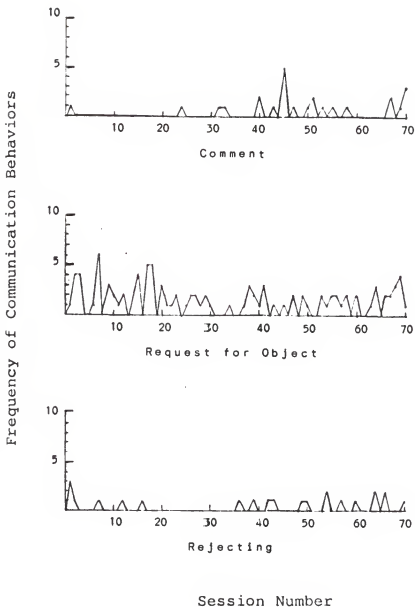 Frequency of Communication Behaviors
10
5
10 20 30 40 50 60 70
Comment
10
5
10 20 30 40 50 60 70
Request for Object
10
5
10 20 30 40 50 60 70
Rejecting
Session Number